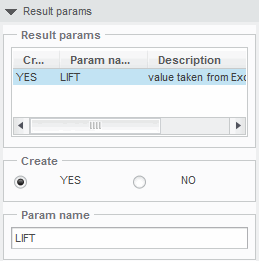 Result params
Result params
Cr... Param na... Description
YES LIFT value taken from Exc
Create
YES NO
Param name
LIFT